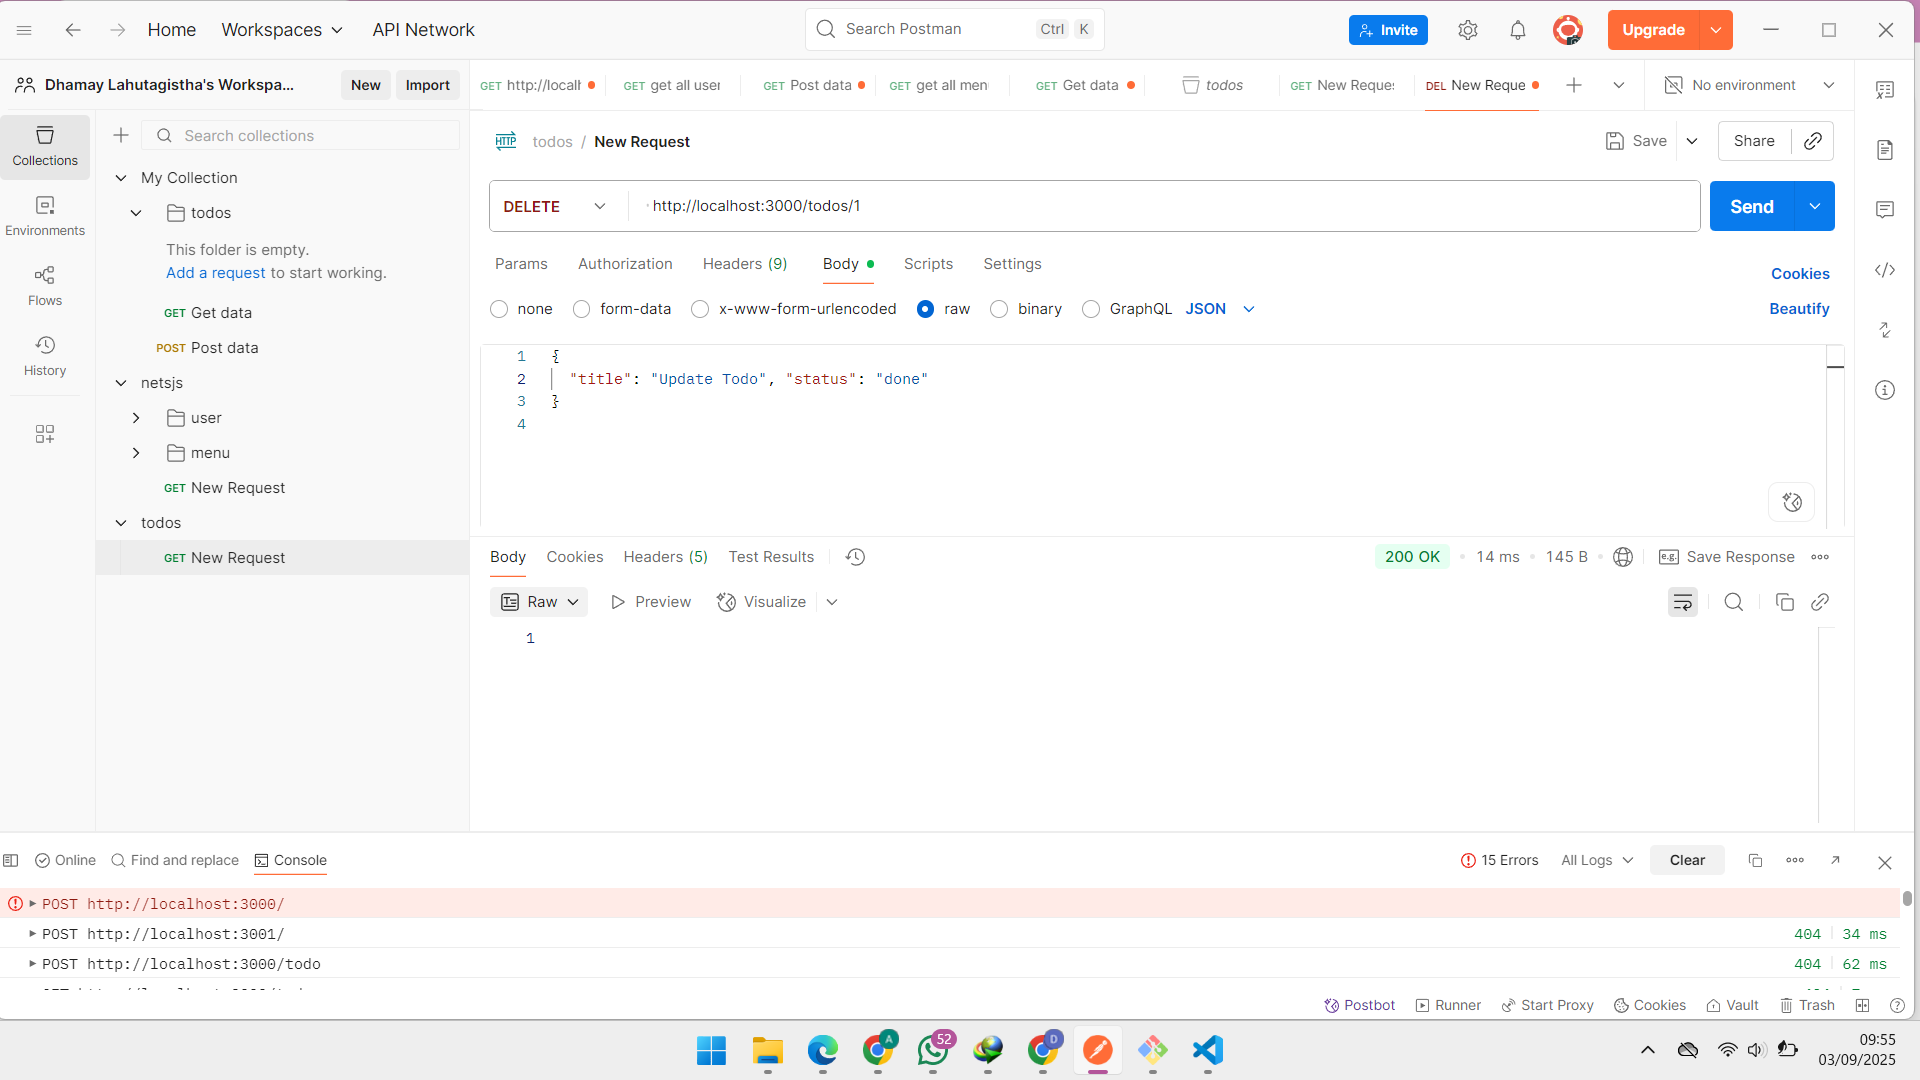 Home Workspaces API Network Search Postman Ctrl K Invite Upgrade
Dhamay Lahutagistha's Workspa... New Import
GET http://localh GET get all user GET Post data GET get all men GET Get data todos GET New Reques DEL New Reque No environment
Collections
Environments
Flows
History
Search collections
My Collection
todos
This folder is empty.
Add a request to start working.
GET Get data
POST Post data
netsjs
user
menu
GET New Request
todos
GET New Request
HTTP todos / New Request Save Share
DELETE http://localhost:3000/todos/1 Send
Params Authorization Headers (9) Body Scripts Settings Cookies
none form-data x-www-form-urlencoded raw binary GraphQL JSON Beautify
1 {
2 "title": "Update Todo", "status": "done"
3 }
4
Body Cookies Headers (5) Test Results 200 OK 14 ms 145 B e.g. Save Response
Raw Preview Visualize
1
Online Find and replace Console 15 Errors All Logs Clear
POST http://localhost:3000/
POST http://localhost:3001/ 404 34 ms
POST http://localhost:3000/todo 404 62 ms
Postbot Runner Start Proxy Cookies Vault Trash
A 52 D
09:55
03/09/2025